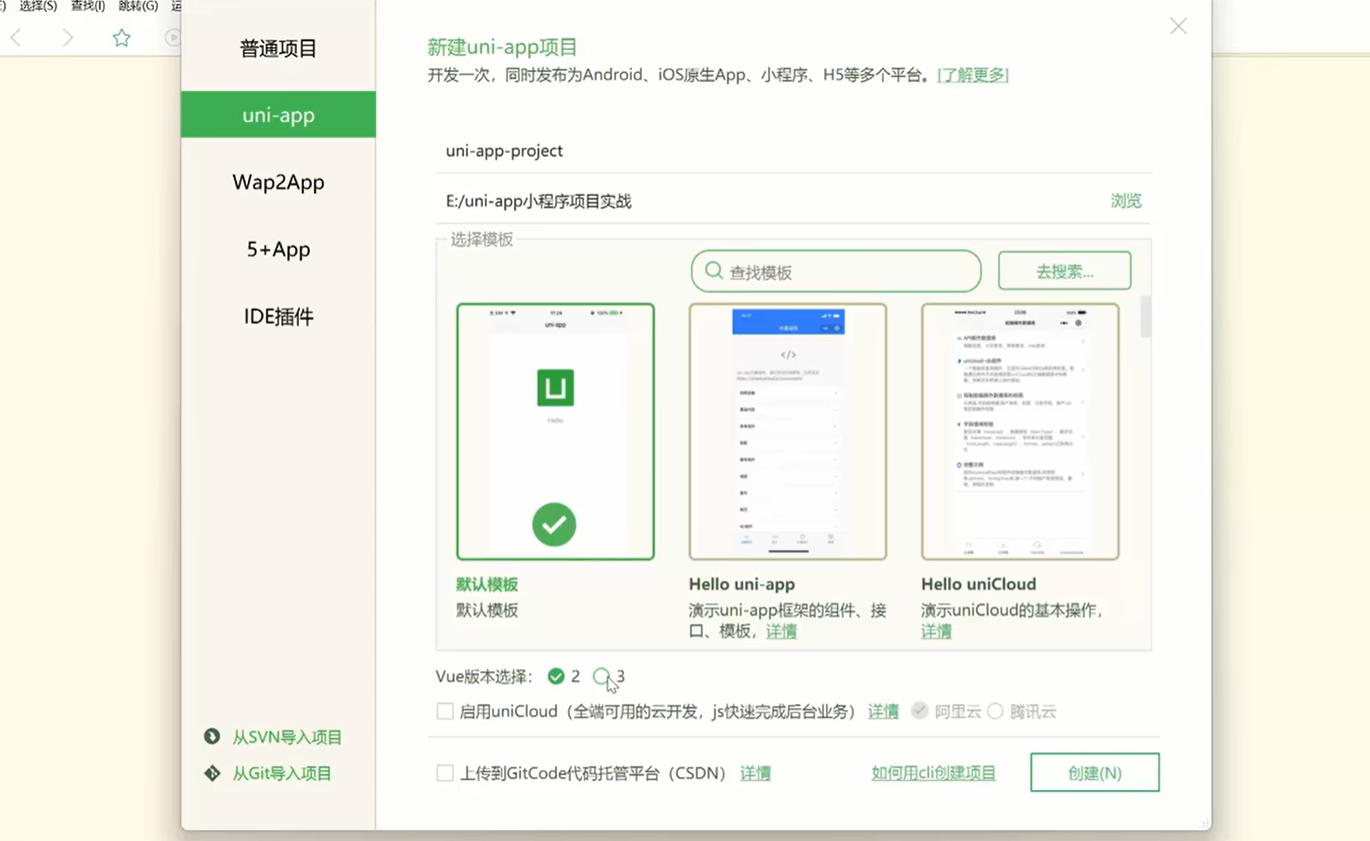 选择(S) 查找(I) 跳转(G)
普通项目
uni-app
Wap2App
5+App
IDE插件
从SVN导入项目
从Git导入项目
新建uni-app项目
开发一次，同时发布为Android、iOS原生App、小程序、H5等多个平台。[了解更多]
uni-app-project
E:/uni-app小程序项目实战
浏览
选择模板
查找模板
去搜索...
uni-app
Hello
默认模板
默认模板
Hello uni-app
演示uni-app框架的组件、接
口、模板，详情
Hello uniCloud
演示uniCloud的基本操作，
详情
Vue版本选择： 2 3
启用uniCloud（全端可用的云开发，js快速完成后台业务） 详情 阿里云 腾讯云
上传到GitCode代码托管平台（CSDN） 详情
如何用cli创建项目
创建(N)